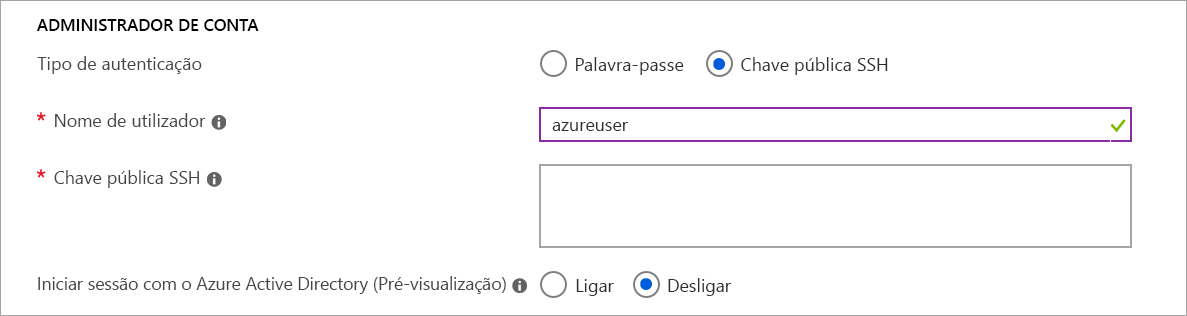 ADMINISTRADOR DE CONTA
Tipo de autenticação Palavra-passe Chave pública SSH
* Nome de utilizador azureuser
* Chave pública SSH
Iniciar sessão com o Azure Active Directory (Pré-visualização) Ligar Desligar